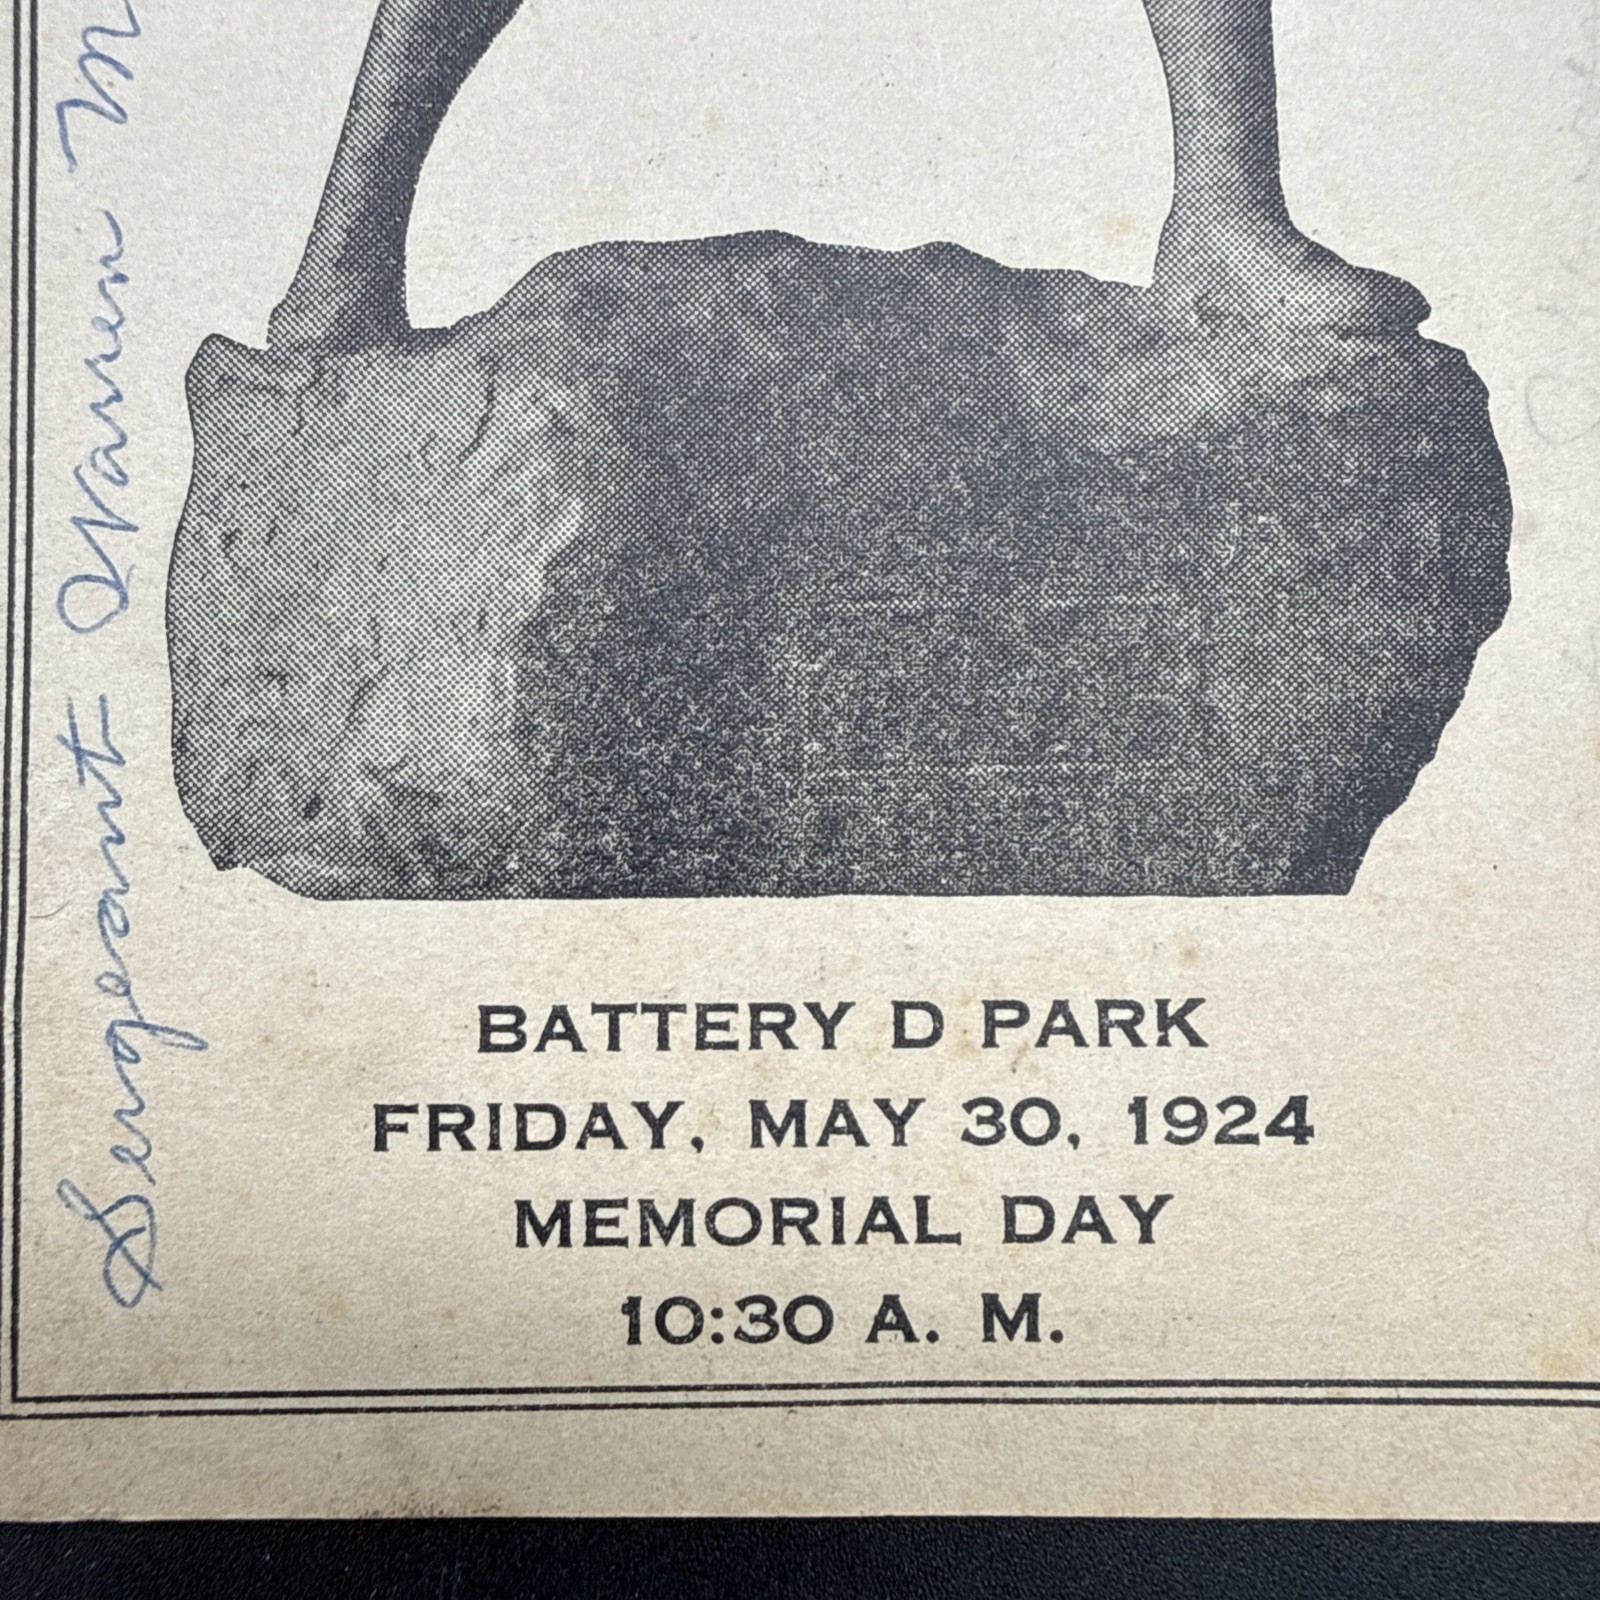 Sergeant Warren M
BATTERY D PARK
FRIDAY, MAY 30, 1924
MEMORIAL DAY
10:30 A. M.